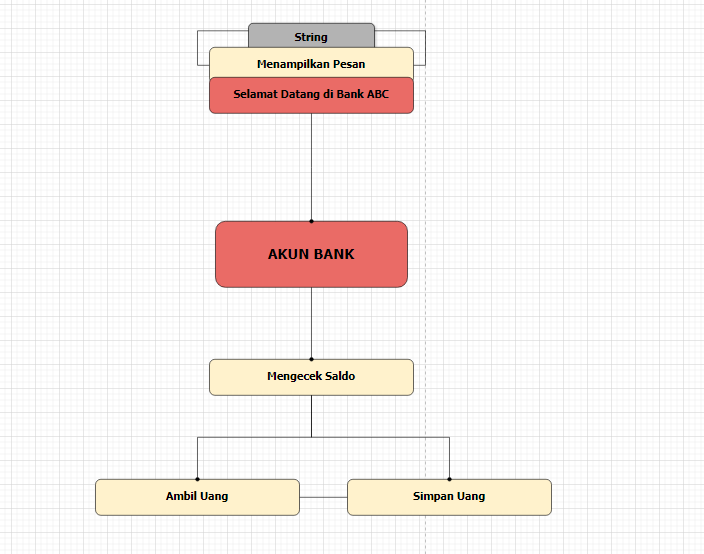 String
Menampilkan Pesan
Selamat Datang di Bank ABC
AKUN BANK
Mengecek Saldo
Ambil Uang
Simpan Uang